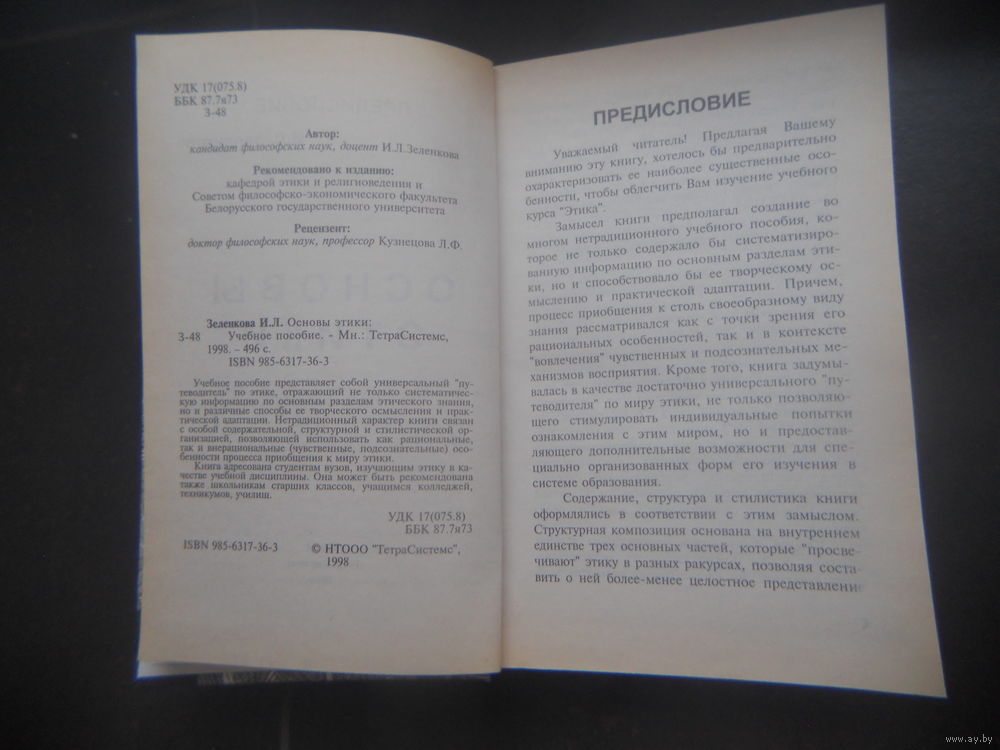 УДК 17(075.8)
ББК 87.7я73
З-48
Автор:
кандидат философских наук, доцент И.Л.Зеленкова
Рекомендовано к изданию:
кафедрой этики и религиоведения и
Советом философско-экономического факультета
Белорусского государственного университета
Рецензент:
доктор философских наук, профессор Кузнецова Л.Ф.
Зеленкова И.Л. Основы этики:
З-48 Учебное пособие. - Мн.: ТетраСистемс,
1998. – 496 с.
ISBN 985-6317-36-3
Учебное пособие представляет собой универсальный "пу-
теводитель" по этике, отражающий не только систематичес-
кую информацию по основным разделам этического знания,
но и различные способы ее творческого осмысления и прак-
тической адаптации. Нетрадиционный характер книги связан
с особой содержательной, структурной и стилистической ор-
ганизацией, позволяющей использовать как рациональные,
так и внерациональные (чувственные, подсознательные) осо-
бенности процесса приобщения к миру этики.
Книга адресована студентам вузов, изучающим этику в ка-
честве учебной дисциплины. Она может быть рекомендована
также школьникам старших классов, учащимся колледжей,
техникумов, училищ.
УДК 17(075.8)
ББК 87.7я73
ISBN 985-6317-36-3
© НТООО "ТетраСистемс",
1998
ПРЕДИСЛОВИЕ
Уважаемый читатель! Предлагая Вашему
вниманию эту книгу, хотелось бы предварительно
охарактеризовать ее наиболее существенные осо-
бенности, чтобы облегчить Вам изучение учебного
курса "Этика".
Замысел книги предполагал создание во
многом нетрадиционного учебного пособия, ко-
торое не только содержало бы систематизиро-
ванную информацию по основным разделам эти-
ки, но и способствовало бы ее творческому ос-
мыслению и практической адаптации. Причем,
процесс приобщения к столь своеобразному виду
знания рассматривался как с точки зрения его
рациональных особенностей, так и в контексте
"вовлечения" чувственных и подсознательных ме-
ханизмов восприятия. Кроме того, книга задумы-
валась в качестве достаточно универсального "пу-
теводителя" по миру этики, не только позволяю-
щего стимулировать индивидуальные попытки
ознакомления с этим миром, но и предостав-
ляющего дополнительные возможности для спе-
циально организованных форм его изучения в
системе образования.
Содержание, структура и стилистика книги
оформлялись в соответствии с этим замыслом.
Структурная композиция основана на внутреннем
единстве трех основных частей, которые "просве-
чивают" этику в разных ракурсах, позволяя соста-
вить о ней более-менее целостное представлени
www.ay.by